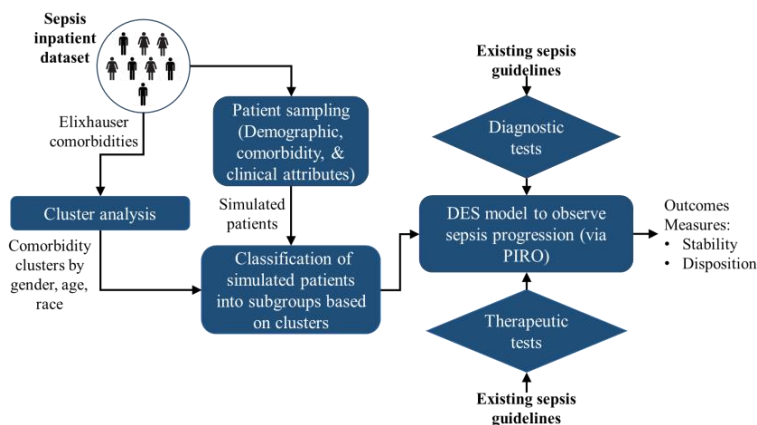 Sepsis
inpatient
dataset
Elixhauser
comorbidities
Cluster analysis
Comorbidity
clusters by
gender, age,
race
Patient sampling
(Demographic,
comorbidity, &
clinical attributes)
Simulated
patients
Classification of
simulated patients
into subgroups based
on clusters
Existing sepsis
guidelines
Diagnostic
tests
DES model to observe
sepsis progression (via
PIRO)
Therapeutic
tests
Existing sepsis
guidelines
Outcomes
Measures:
• Stability
• Disposition